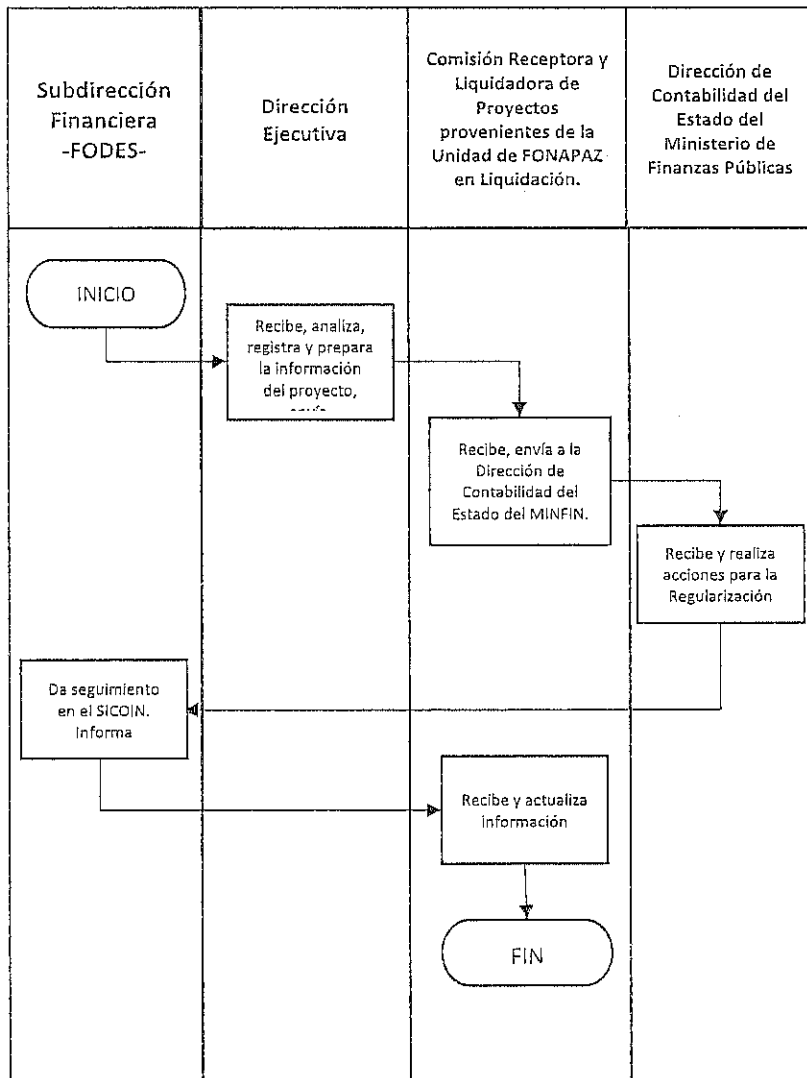 Subdirección
Financiera
-FODES-
Dirección
Ejecutiva
Comisión Receptora y
Liquidadora de
Proyectos
provenientes de la
Unidad de FONAPAZ
en Liquidación.
Dirección de
Contabilidad del
Estado del
Ministerio de
Finanzas Públicas
INICIO
Recibe, analiza,
registra y prepara
la información
del proyecto,
Recibe, envía a la
Dirección de
Contabilidad del
Estado del MINFIN.
Recibe y realiza
acciones para la
Regularización
Da seguimiento
en el SICOIN.
Informa
Recibe y actualiza
información
FIN